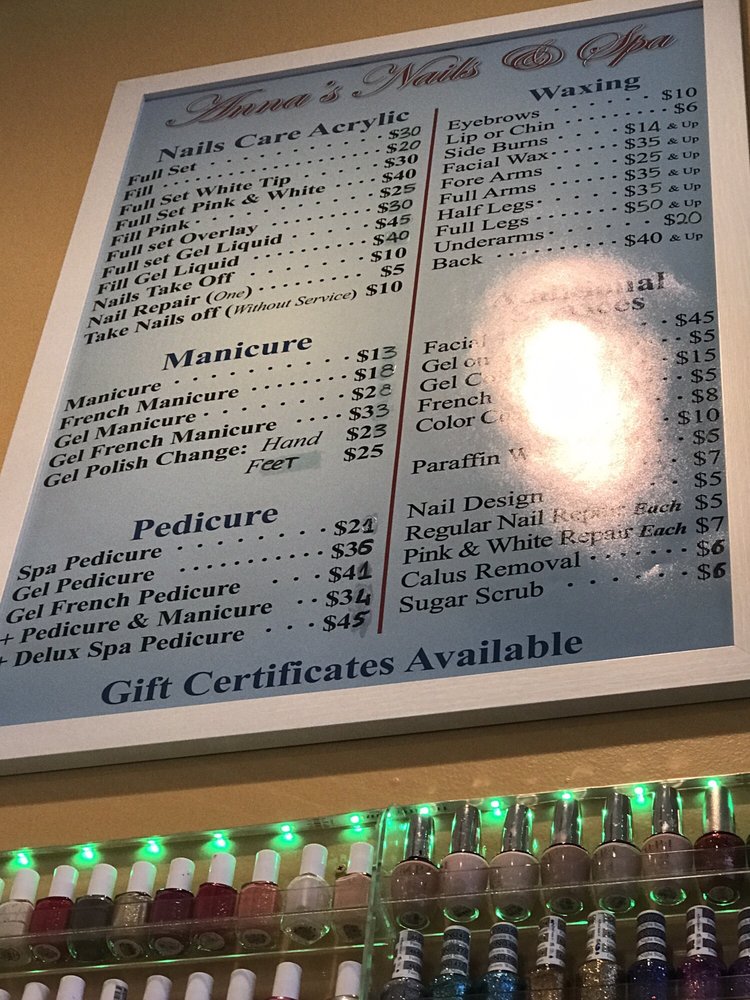 Anna's Nails & Spa
Nails Care Acrylic
Full Set $30
Fill $20
Full Set White Tip $30
Full Set Pink & White $40
Fill Pink $25
Full set Overlay $30
Full set Gel Liquid $45
Fill Gel Liquid $40
Nails Take Off $10
Nail Repair (One) $5
Take Nails off (Without Service) $10
Manicure
Manicure $13
French Manicure $18
Gel Manicure $28
Gel French Manicure $33
Gel Polish Change: Hand $23
Feet $25
Pedicure
Spa Pedicure $21
Gel Pedicure $36
Gel French Pedicure $41
+ Pedicure & Manicure $34
+ Delux Spa Pedicure $45
Waxing
Eyebrows $10
Lip or Chin $6
Side Burns $14 & Up
Facial Wax $35 & Up
Fore Arms $25 & Up
Full Arms $35 & Up
Half Legs $35 & Up
Full Legs $50 & Up
Underarms $20
Back $40 & Up
Additional
Facial $45
Gel on $5
Gel $15
French $5
Color $8
$10
Paraffin $5
$7
Nail Design $5
Regular Nail Repair Each $5
Pink & White Repair Each $7
Calus Removal $6
Sugar Scrub $6
Gift Certificates Available